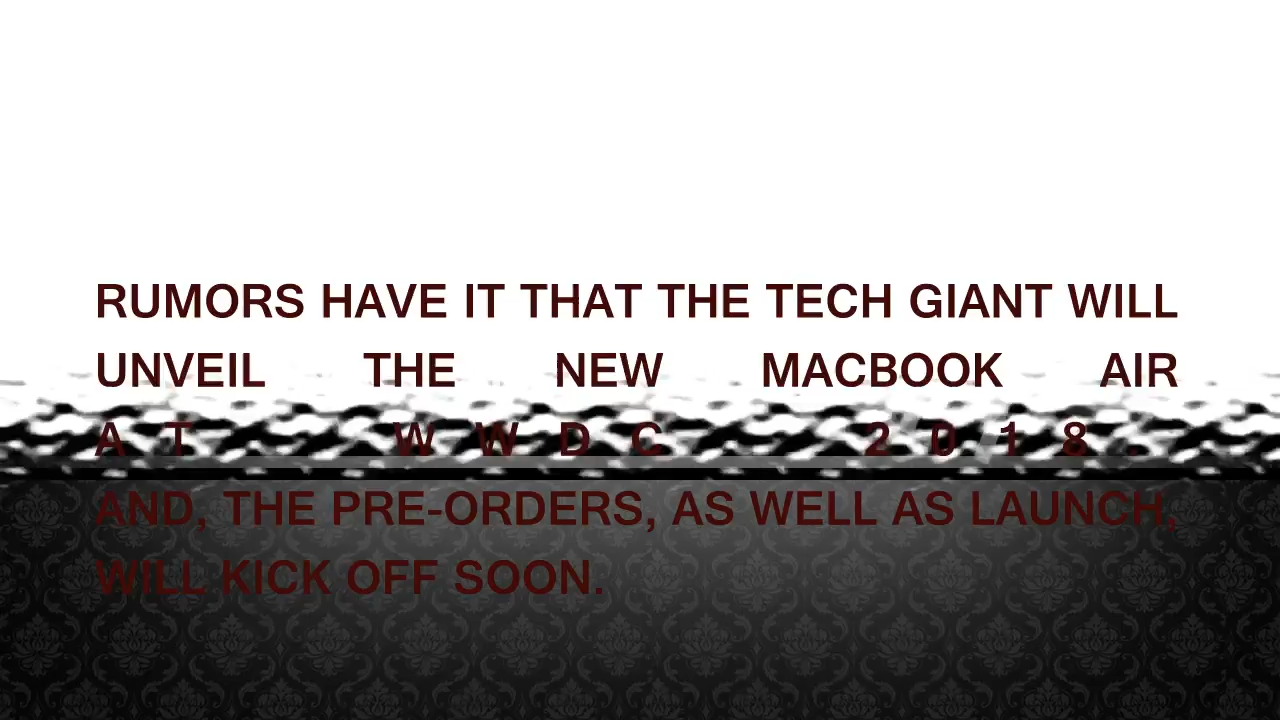 RUMORS HAVE IT THAT THE TECH GIANT WILL
UNVEIL THE NEW MACBOOK AIR
AT WWDC 2018.
AND, THE PRE-ORDERS, AS WELL AS LAUNCH,
WILL KICK OFF SOON.